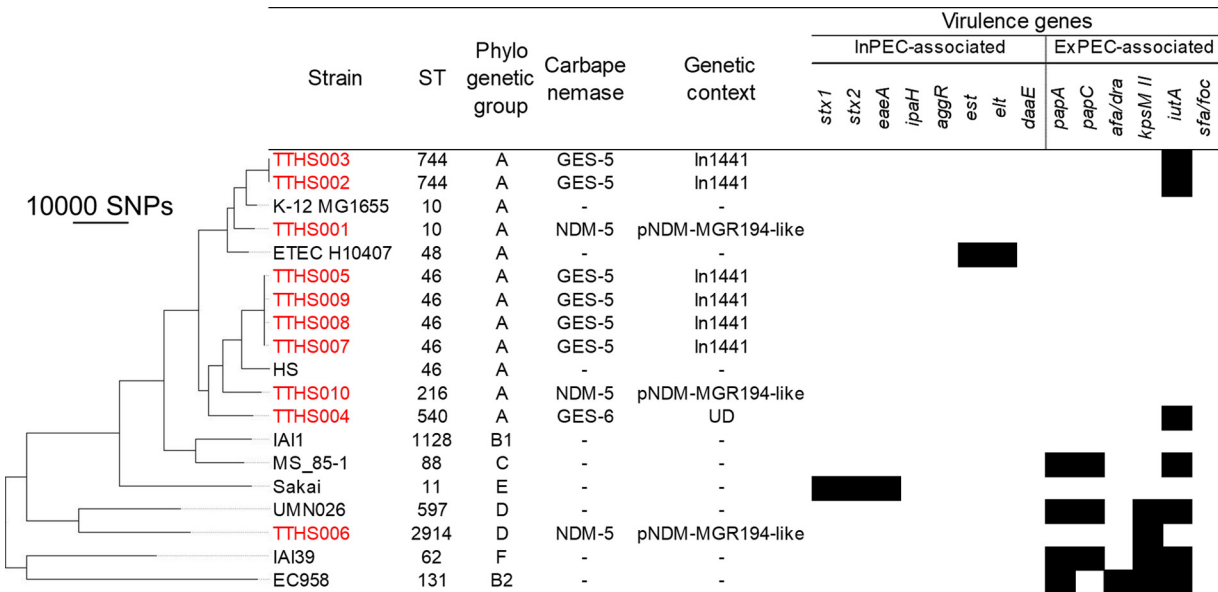 Virulence genes
InPEC-associated ExPEC-associated
Strain ST Phylo genetic group Carbape nemase Genetic context stx1 stx2 eaeA ipaH aggR est elt daaE papA papC afa/dra kpsM II iutA sfa/foc
10000 SNPs
TTHS003 744 A GES-5 In1441
TTHS002 744 A GES-5 In1441
K-12 MG1655 10 A - -
TTHS001 10 A NDM-5 pNDM-MGR194-like
ETEC H10407 48 A - -
TTHS005 46 A GES-5 In1441
TTHS009 46 A GES-5 In1441
TTHS008 46 A GES-5 In1441
TTHS007 46 A GES-5 In1441
HS 46 A - -
TTHS010 216 A NDM-5 pNDM-MGR194-like
TTHS004 540 A GES-6 UD
IAI1 1128 B1 - -
MS_85-1 88 C - -
Sakai 11 E - -
UMN026 597 D - -
TTHS006 2914 D NDM-5 pNDM-MGR194-like
IAI39 62 F - -
EC958 131 B2 - -